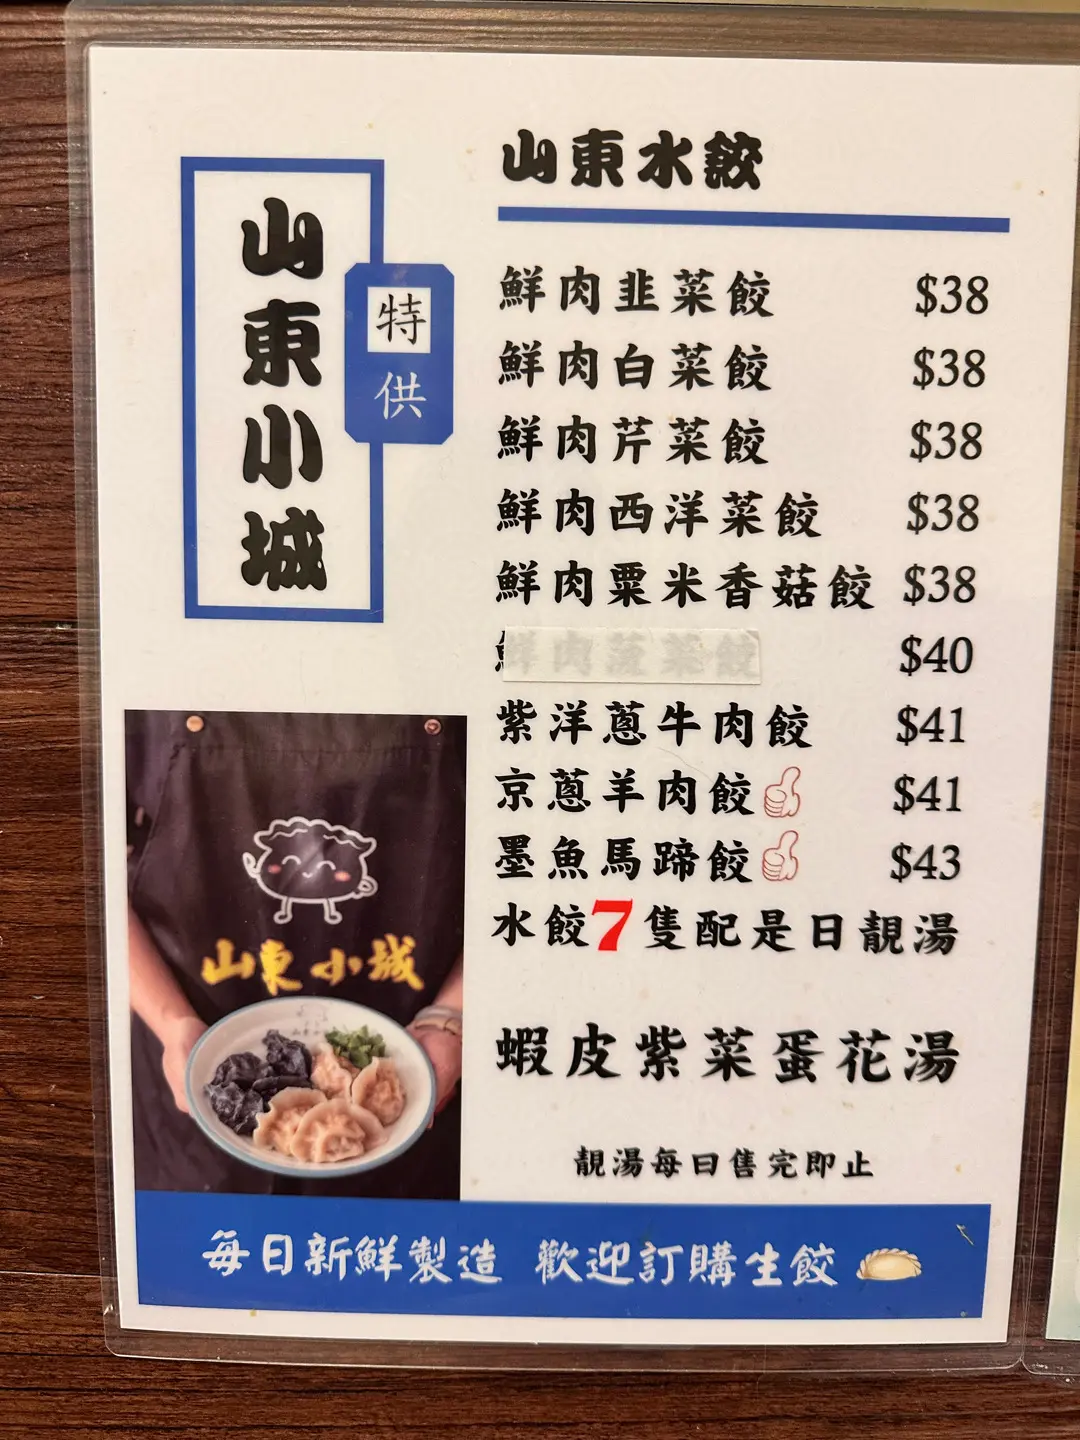 山東小城
特供
山東水餃
鮮肉韭菜餃 $38
鮮肉白菜餃 $38
鮮肉芹菜餃 $38
鮮肉西洋菜餃 $38
鮮肉粟米香菇餃 $38
鮮肉菠菜餃 $40
紫洋蔥牛肉餃 $41
京蔥羊肉餃 $41
墨魚馬蹄餃 $43
水餃7隻配是日靚湯
蝦皮紫菜蛋花湯
靚湯每日售完即止
山東小城
每日新鮮製造 歡迎訂購生餃